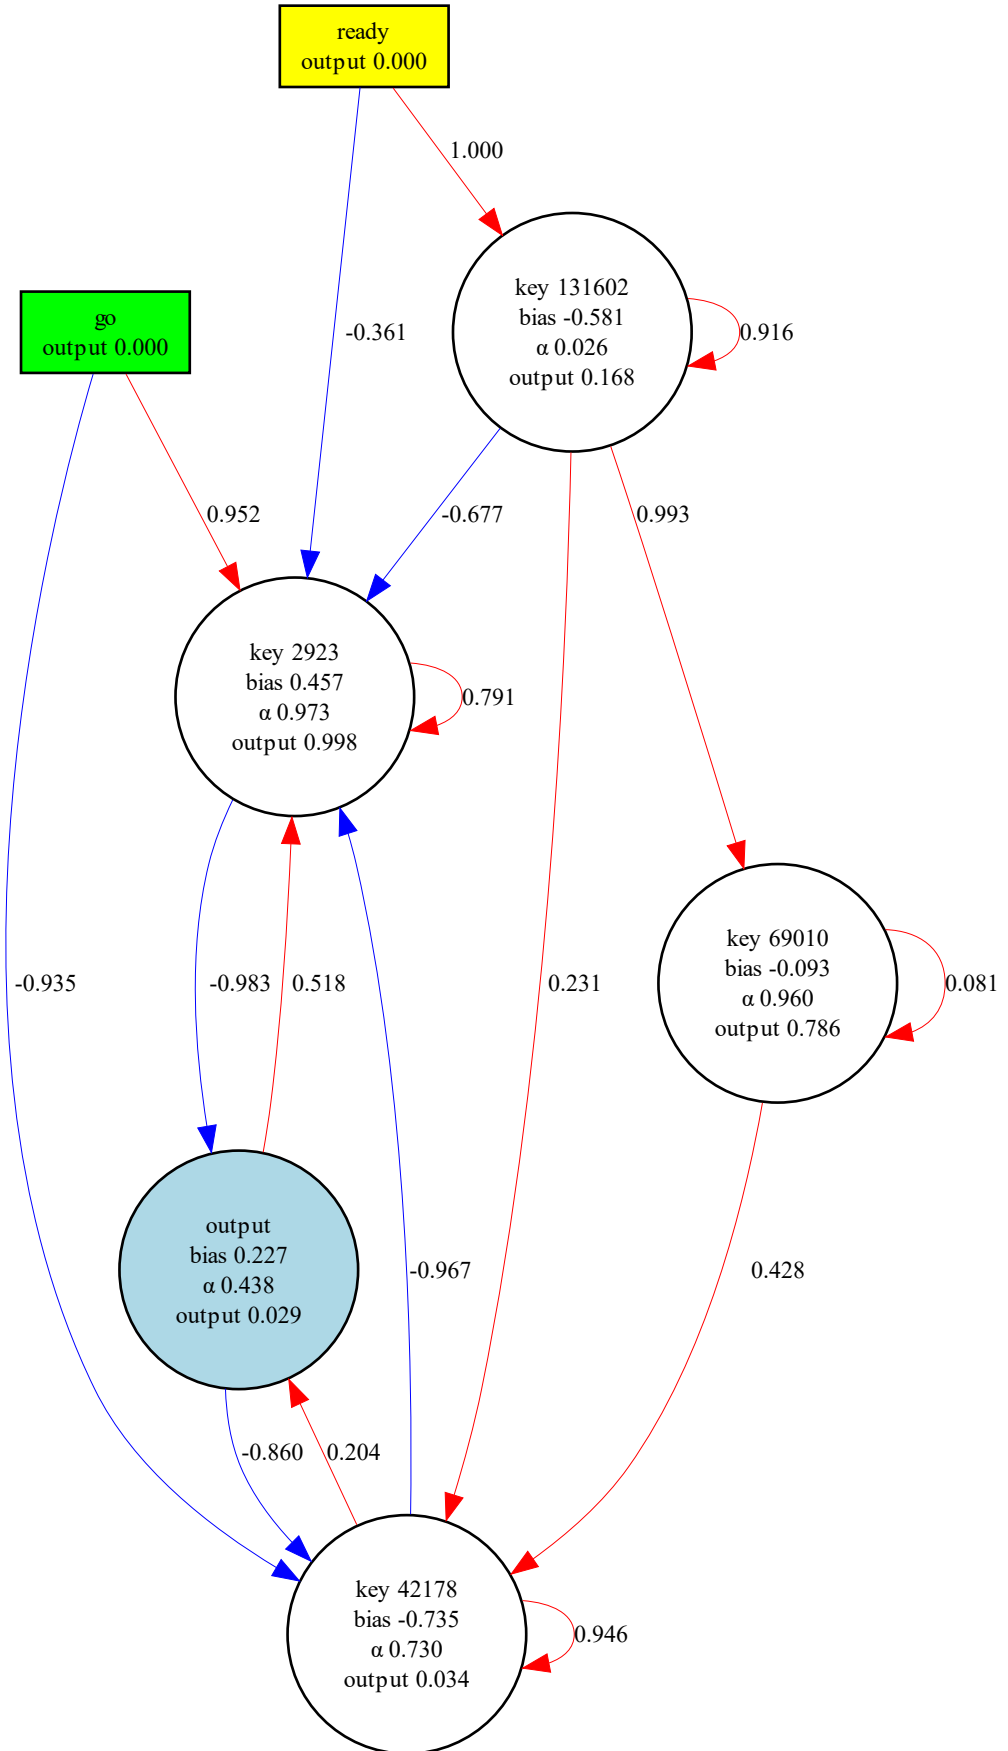 ready
output 0.000
1.000
key 131602
bias -0.581
α 0.026
output 0.168
0.916
go
output 0.000
-0.361
0.952
-0.677
0.993
key 2923
bias 0.457
α 0.973
output 0.998
0.791
key 69010
bias -0.093
α 0.960
output 0.786
0.081
-0.935
-0.983
0.518
0.231
output
bias 0.227
α 0.438
output 0.029
-0.967
0.428
-0.860
0.204
key 42178
bias -0.735
α 0.730
output 0.034
0.946